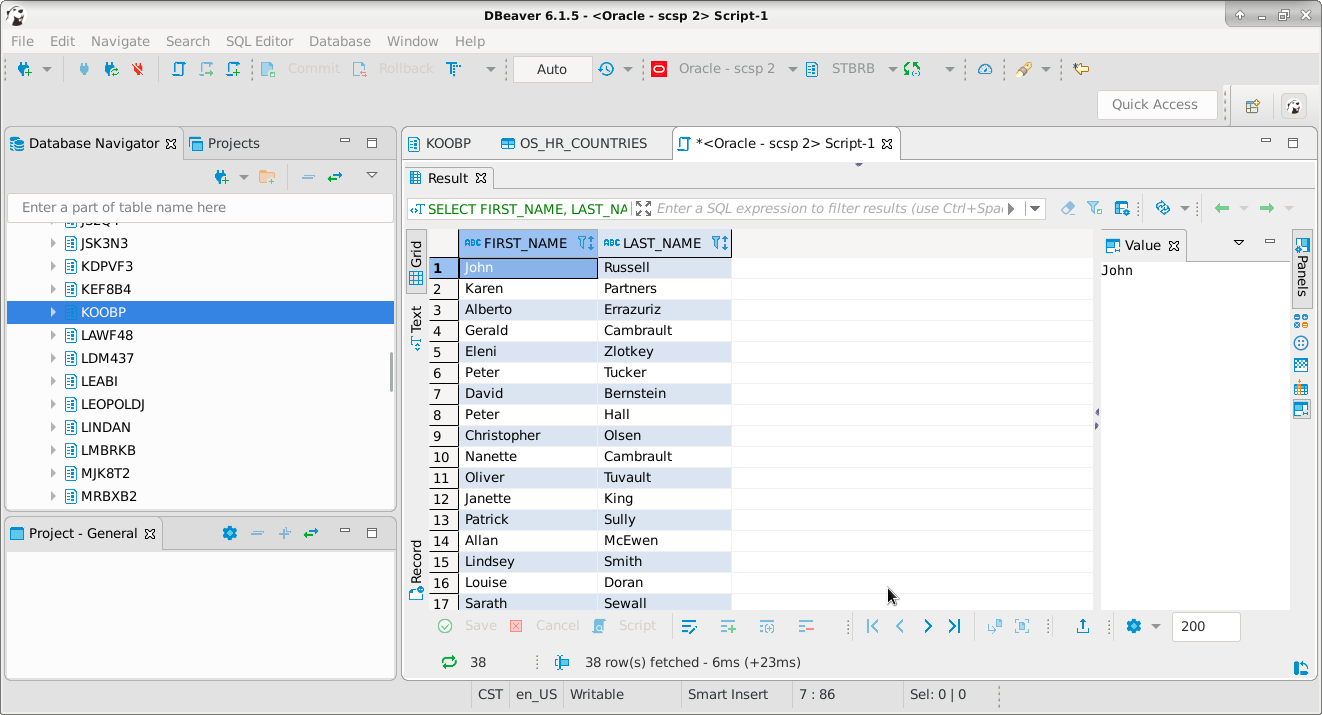 DBeaver 6.1.5 - <Oracle - scsp 2> Script-1
File Edit Navigate Search SQL Editor Database Window Help
Commit Rollback Auto Oracle - scsp 2 STBRB
Quick Access
Database Navigator Projects
Enter a part of table name here
JSK3N3
KDPVF3
KEF8B4
KOOBP
LAWF48
LDM437
LEABI
LEOPOLDJ
LINDAN
LMBRKB
MJK8T2
MRBXB2
Project - General
KOOBP OS_HR_COUNTRIES *<Oracle - scsp 2> Script-1
Result
SELECT FIRST_NAME, LAST_NA Enter a SQL expression to filter results (use Ctrl+Spa
Grid
Text
Record
ABC FIRST_NAME ABC LAST_NAME
1 John Russell
2 Karen Partners
3 Alberto Errazuriz
4 Gerald Cambrault
5 Eleni Zlotkey
6 Peter Tucker
7 David Bernstein
8 Peter Hall
9 Christopher Olsen
10 Nanette Cambrault
11 Oliver Tuvault
12 Janette King
13 Patrick Sully
14 Allan McEwen
15 Lindsey Smith
16 Louise Doran
17 Sarath Sewall
Value
John
Panels
Save Cancel Script 200
38 38 row(s) fetched - 6ms (+23ms)
CST en_US Writable Smart Insert 7 : 86 Sel: 0 | 0